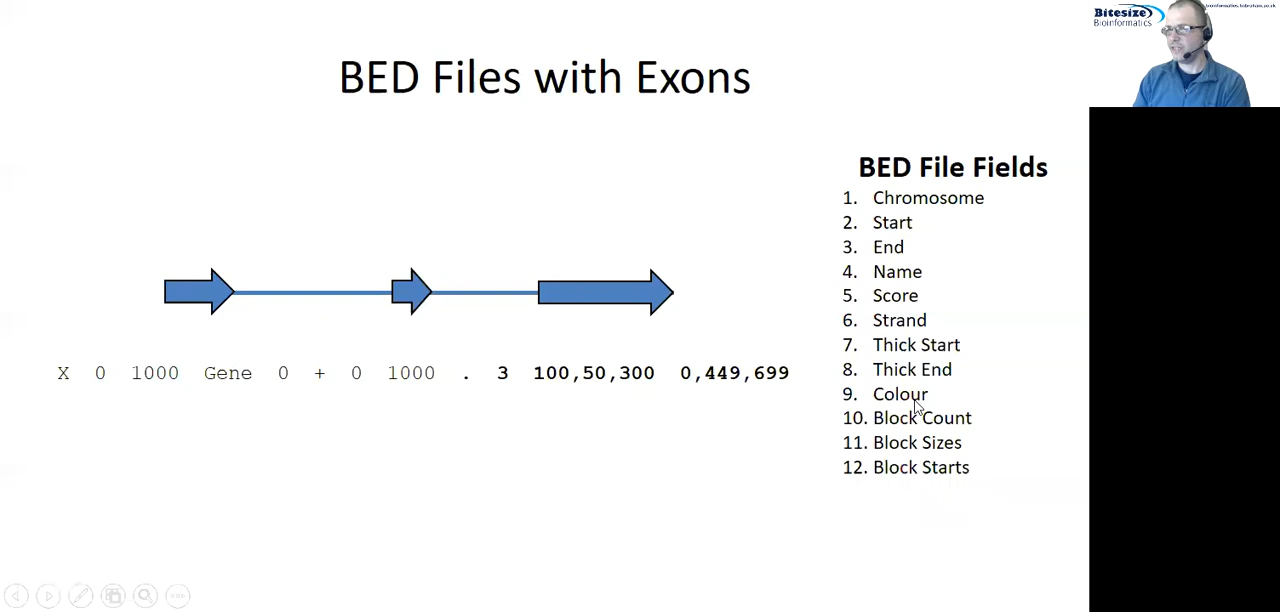 Bitesize
Bioinformatics
BED Files with Exons
BED File Fields
1. Chromosome
2. Start
3. End
4. Name
5. Score
6. Strand
7. Thick Start
8. Thick End
9. Colour
10. Block Count
11. Block Sizes
12. Block Starts
X 0 1000 Gene 0 + 0 1000 . 3 100,50,300 0,449,699